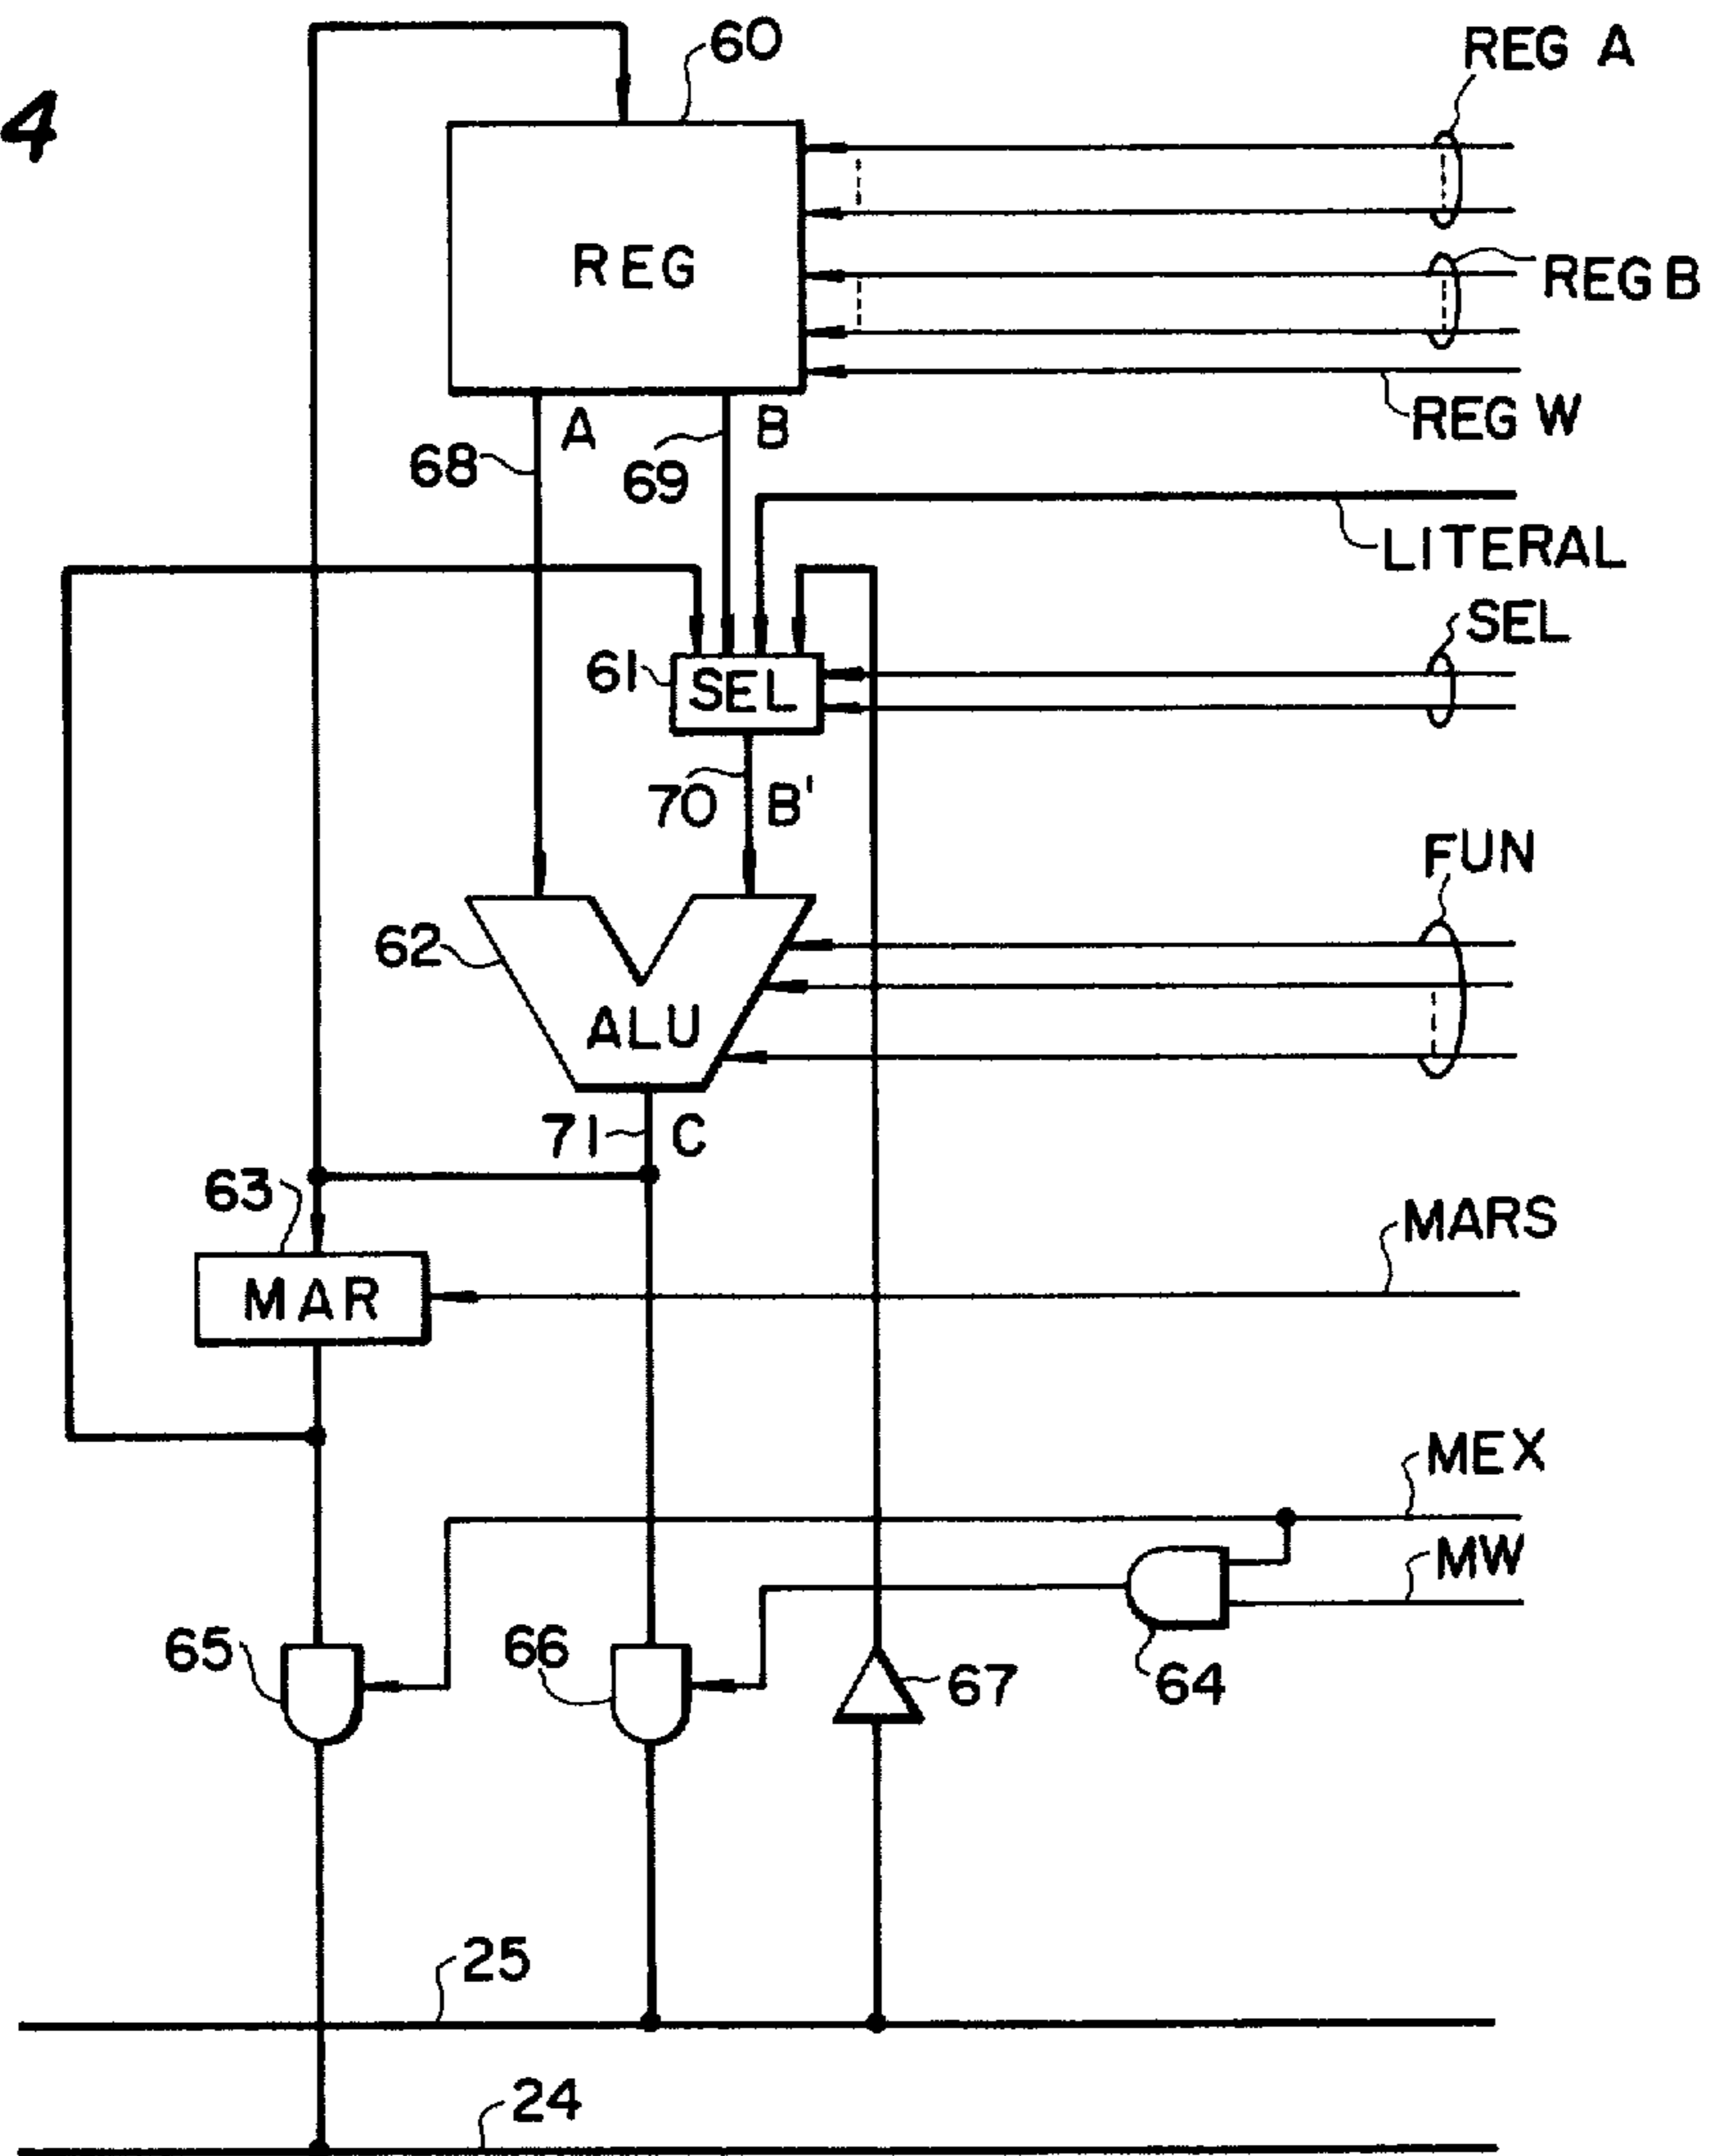 4
60
REG A
REG
REG B
A
B
REG W
68
69
LITERAL
SEL
61
SEL
70
B'
FUN
62
ALU
71
C
63
MARS
MAR
MEX
MW
65
66
67
64
25
24